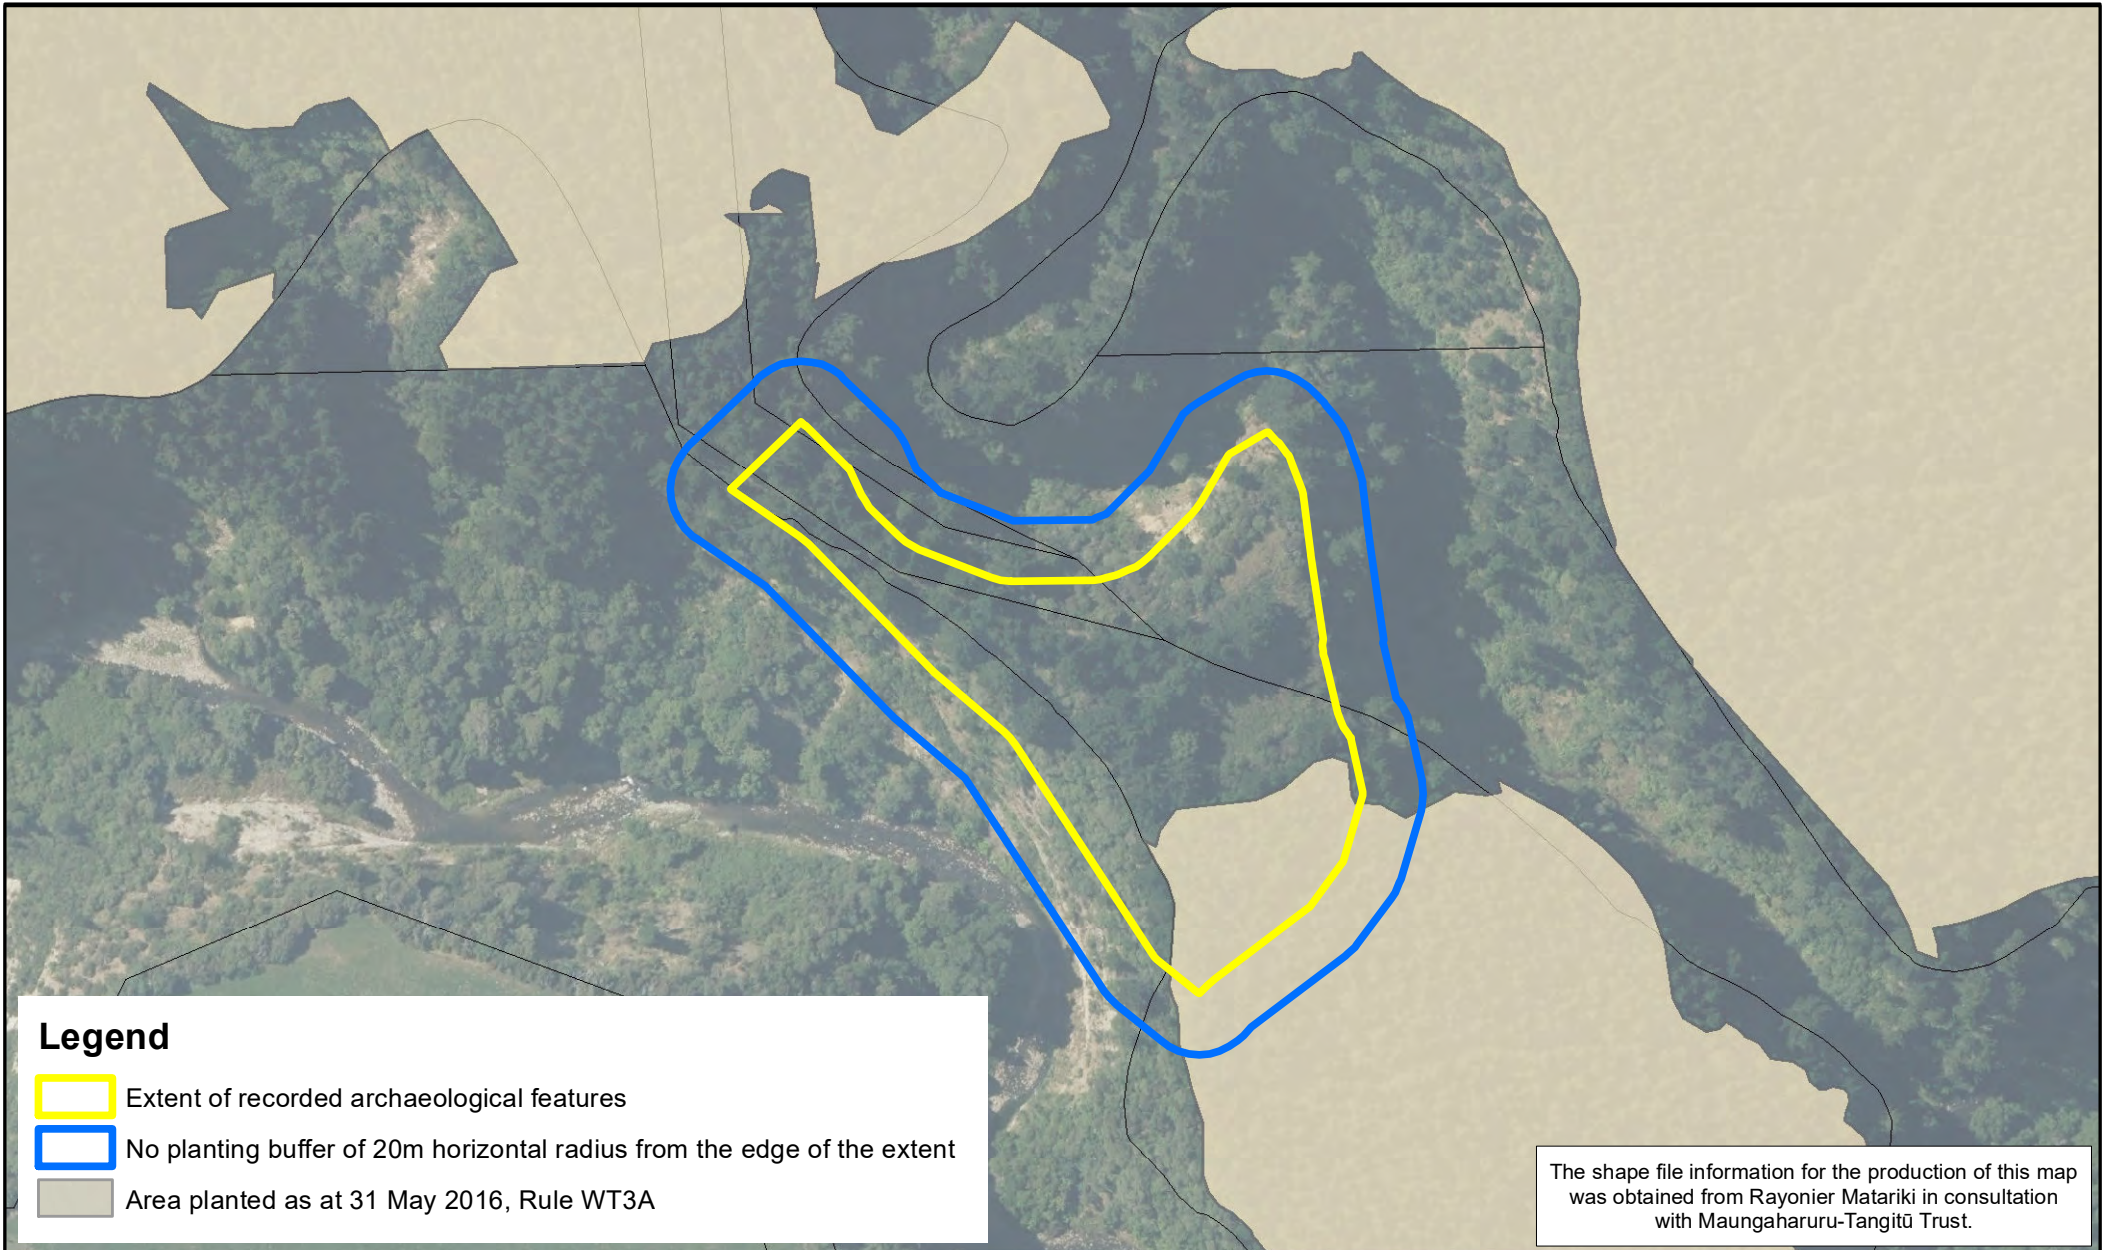 Legend
Extent of recorded archaeological features
No planting buffer of 20m horizontal radius from the edge of the extent
Area planted as at 31 May 2016, Rule WT3A
The shape file information for the production of this map
was obtained from Rayonier Matariki in consultation
with Maungaharuru-Tangitū Trust.